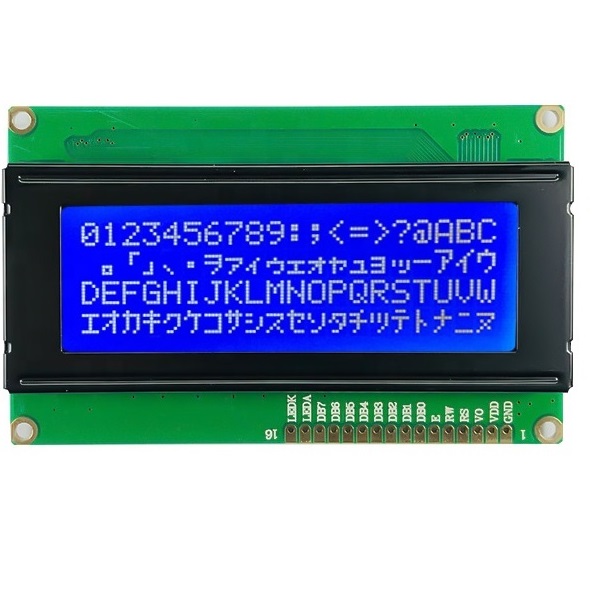 0123456789:;<=>?@ABC
。「」、・ヲァィゥェォャュョッーアイウ
DEFGHIJKLMNOPQRSTUVW
エオカキクケコサシスセソタチツテトナニヌ
LEDK LEDA DB7 DB6 DB5 DB4 DB3 DB2 DB1 DB0 E RW RS VO VDD GND
16 1